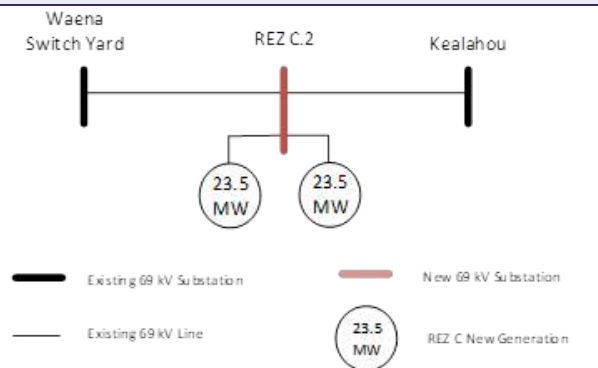 Waena
Switch Yard
REZ C.2
Kealahou
23.5
MW
23.5
MW
Existing 69 kV Substation
New 69 kV Substation
Existing 69 kV Line
23.5
MW
REZ C New Generation